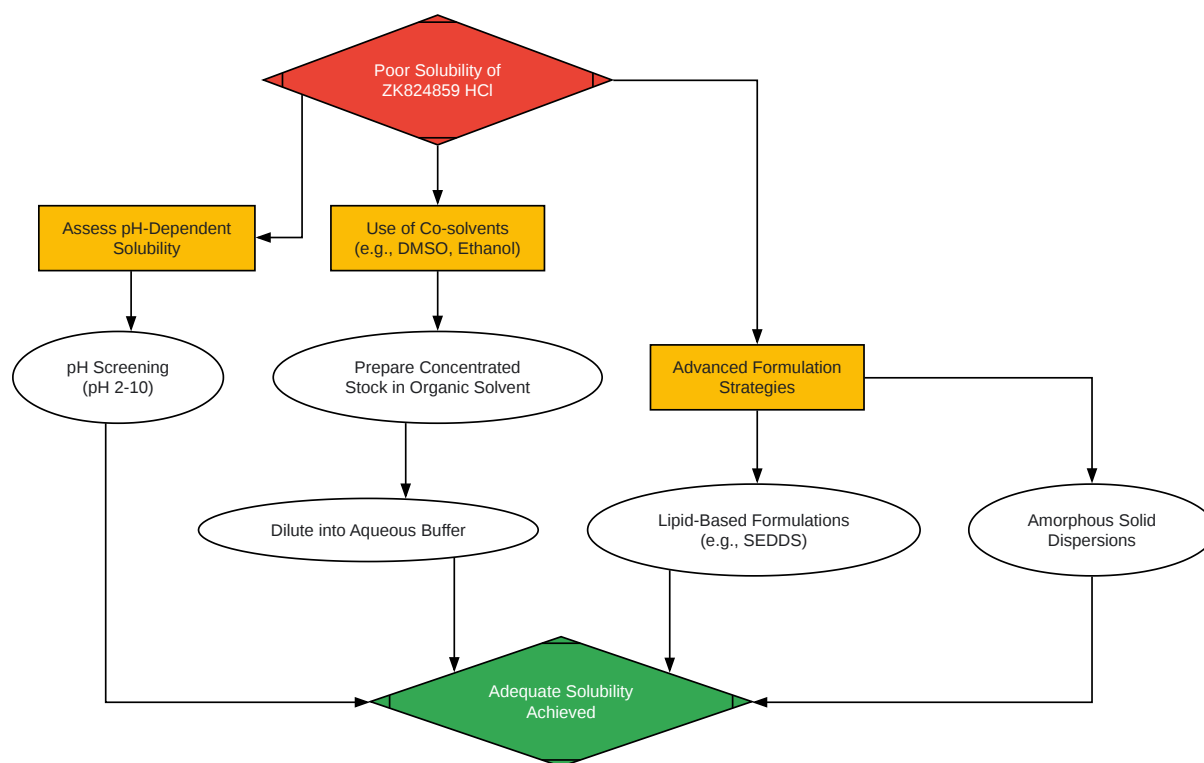 Poor Solubility of
ZK824859 HCl
Assess pH-Dependent
Solubility
Use of Co-solvents
(e.g., DMSO, Ethanol)
pH Screening
(pH 2-10)
Prepare Concentrated
Stock in Organic Solvent
Advanced Formulation
Strategies
Dilute into Aqueous Buffer
Lipid-Based Formulations
(e.g., SEDDS)
Amorphous Solid
Dispersions
Adequate Solubility
Achieved